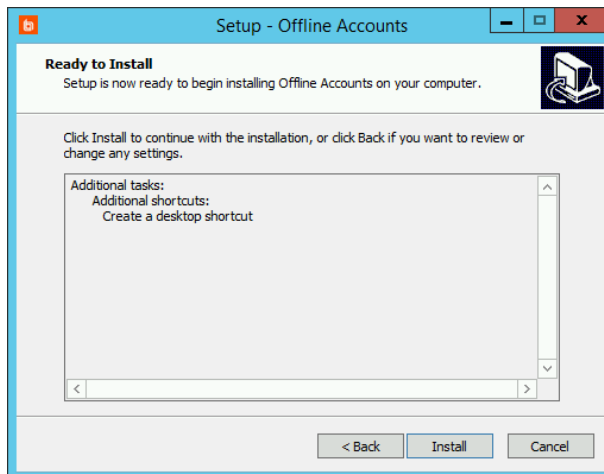 Setup - Offline Accounts
Ready to Install
Setup is now ready to begin installing Offline Accounts on your computer.
Click Install to continue with the installation, or click Back if you want to review or
change any settings.
Additional tasks:
Additional shortcuts:
Create a desktop shortcut
< Back
Install
Cancel